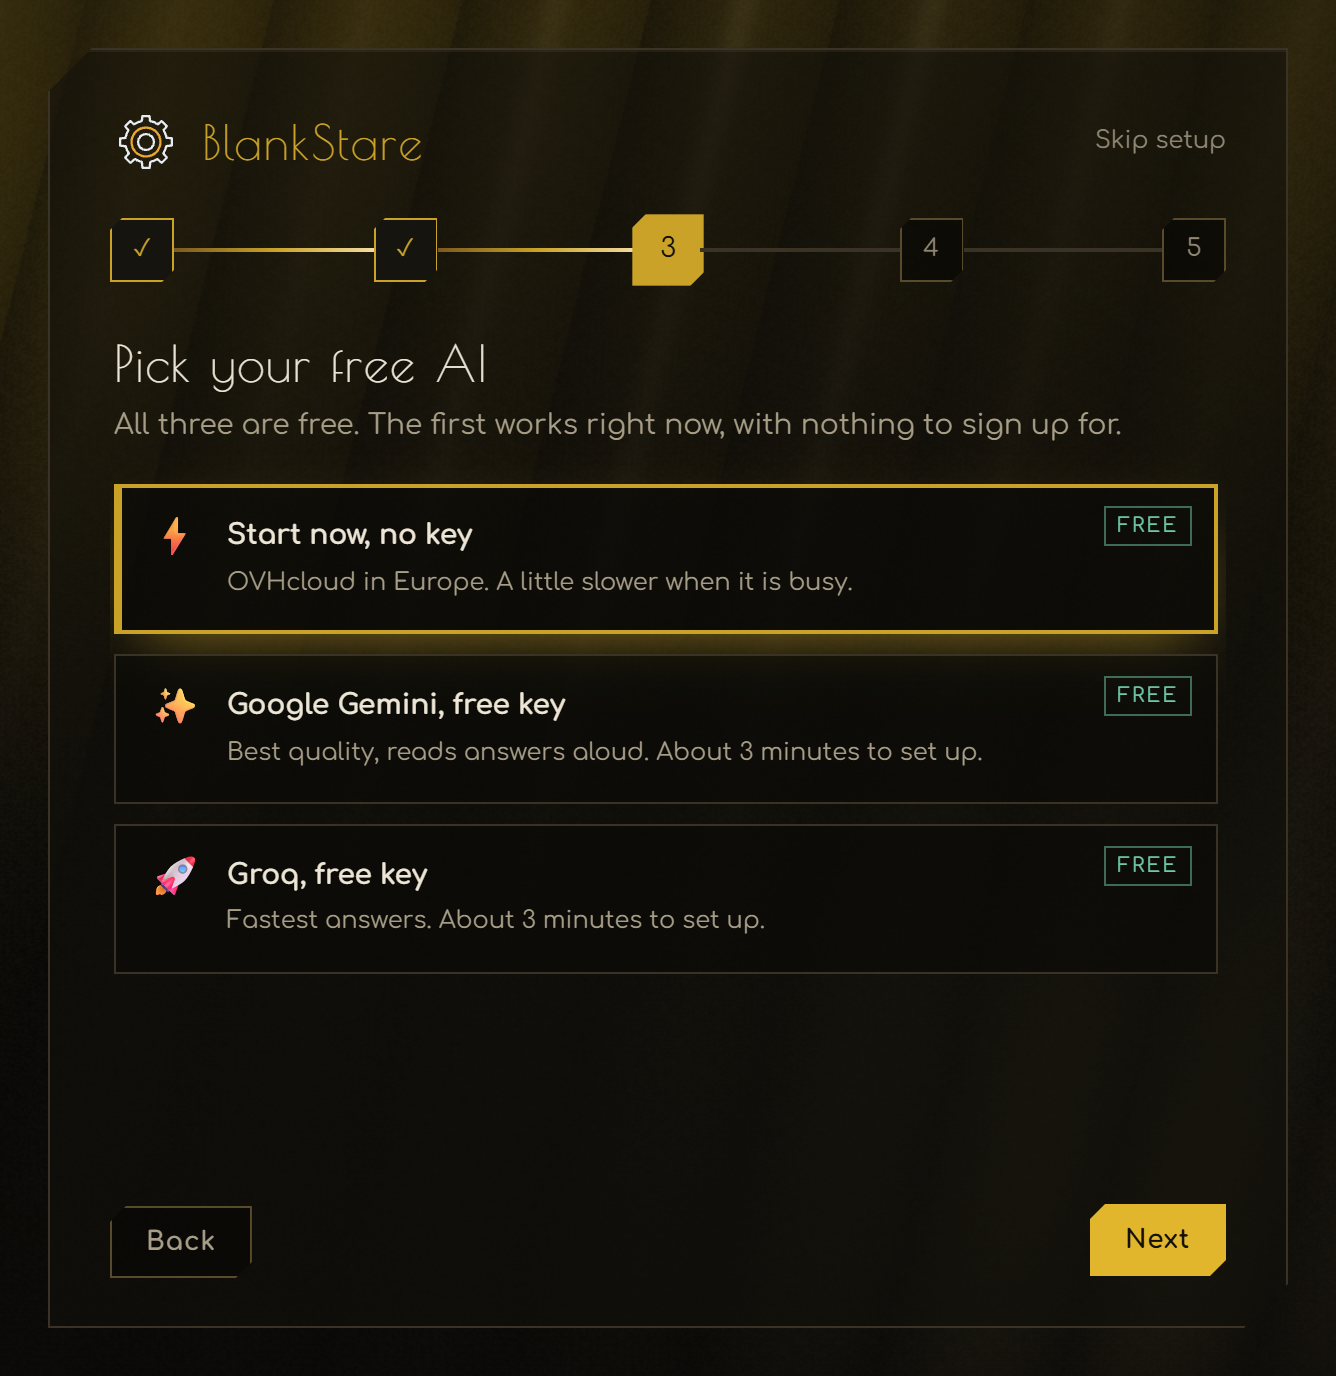 BlankStare
Skip setup
✓ ✓ 3 4 5
Pick your free AI
All three are free. The first works right now, with nothing to sign up for.
Start now, no key
FREE
OVHcloud in Europe. A little slower when it is busy.
Google Gemini, free key
FREE
Best quality, reads answers aloud. About 3 minutes to set up.
Groq, free key
FREE
Fastest answers. About 3 minutes to set up.
Back
Next